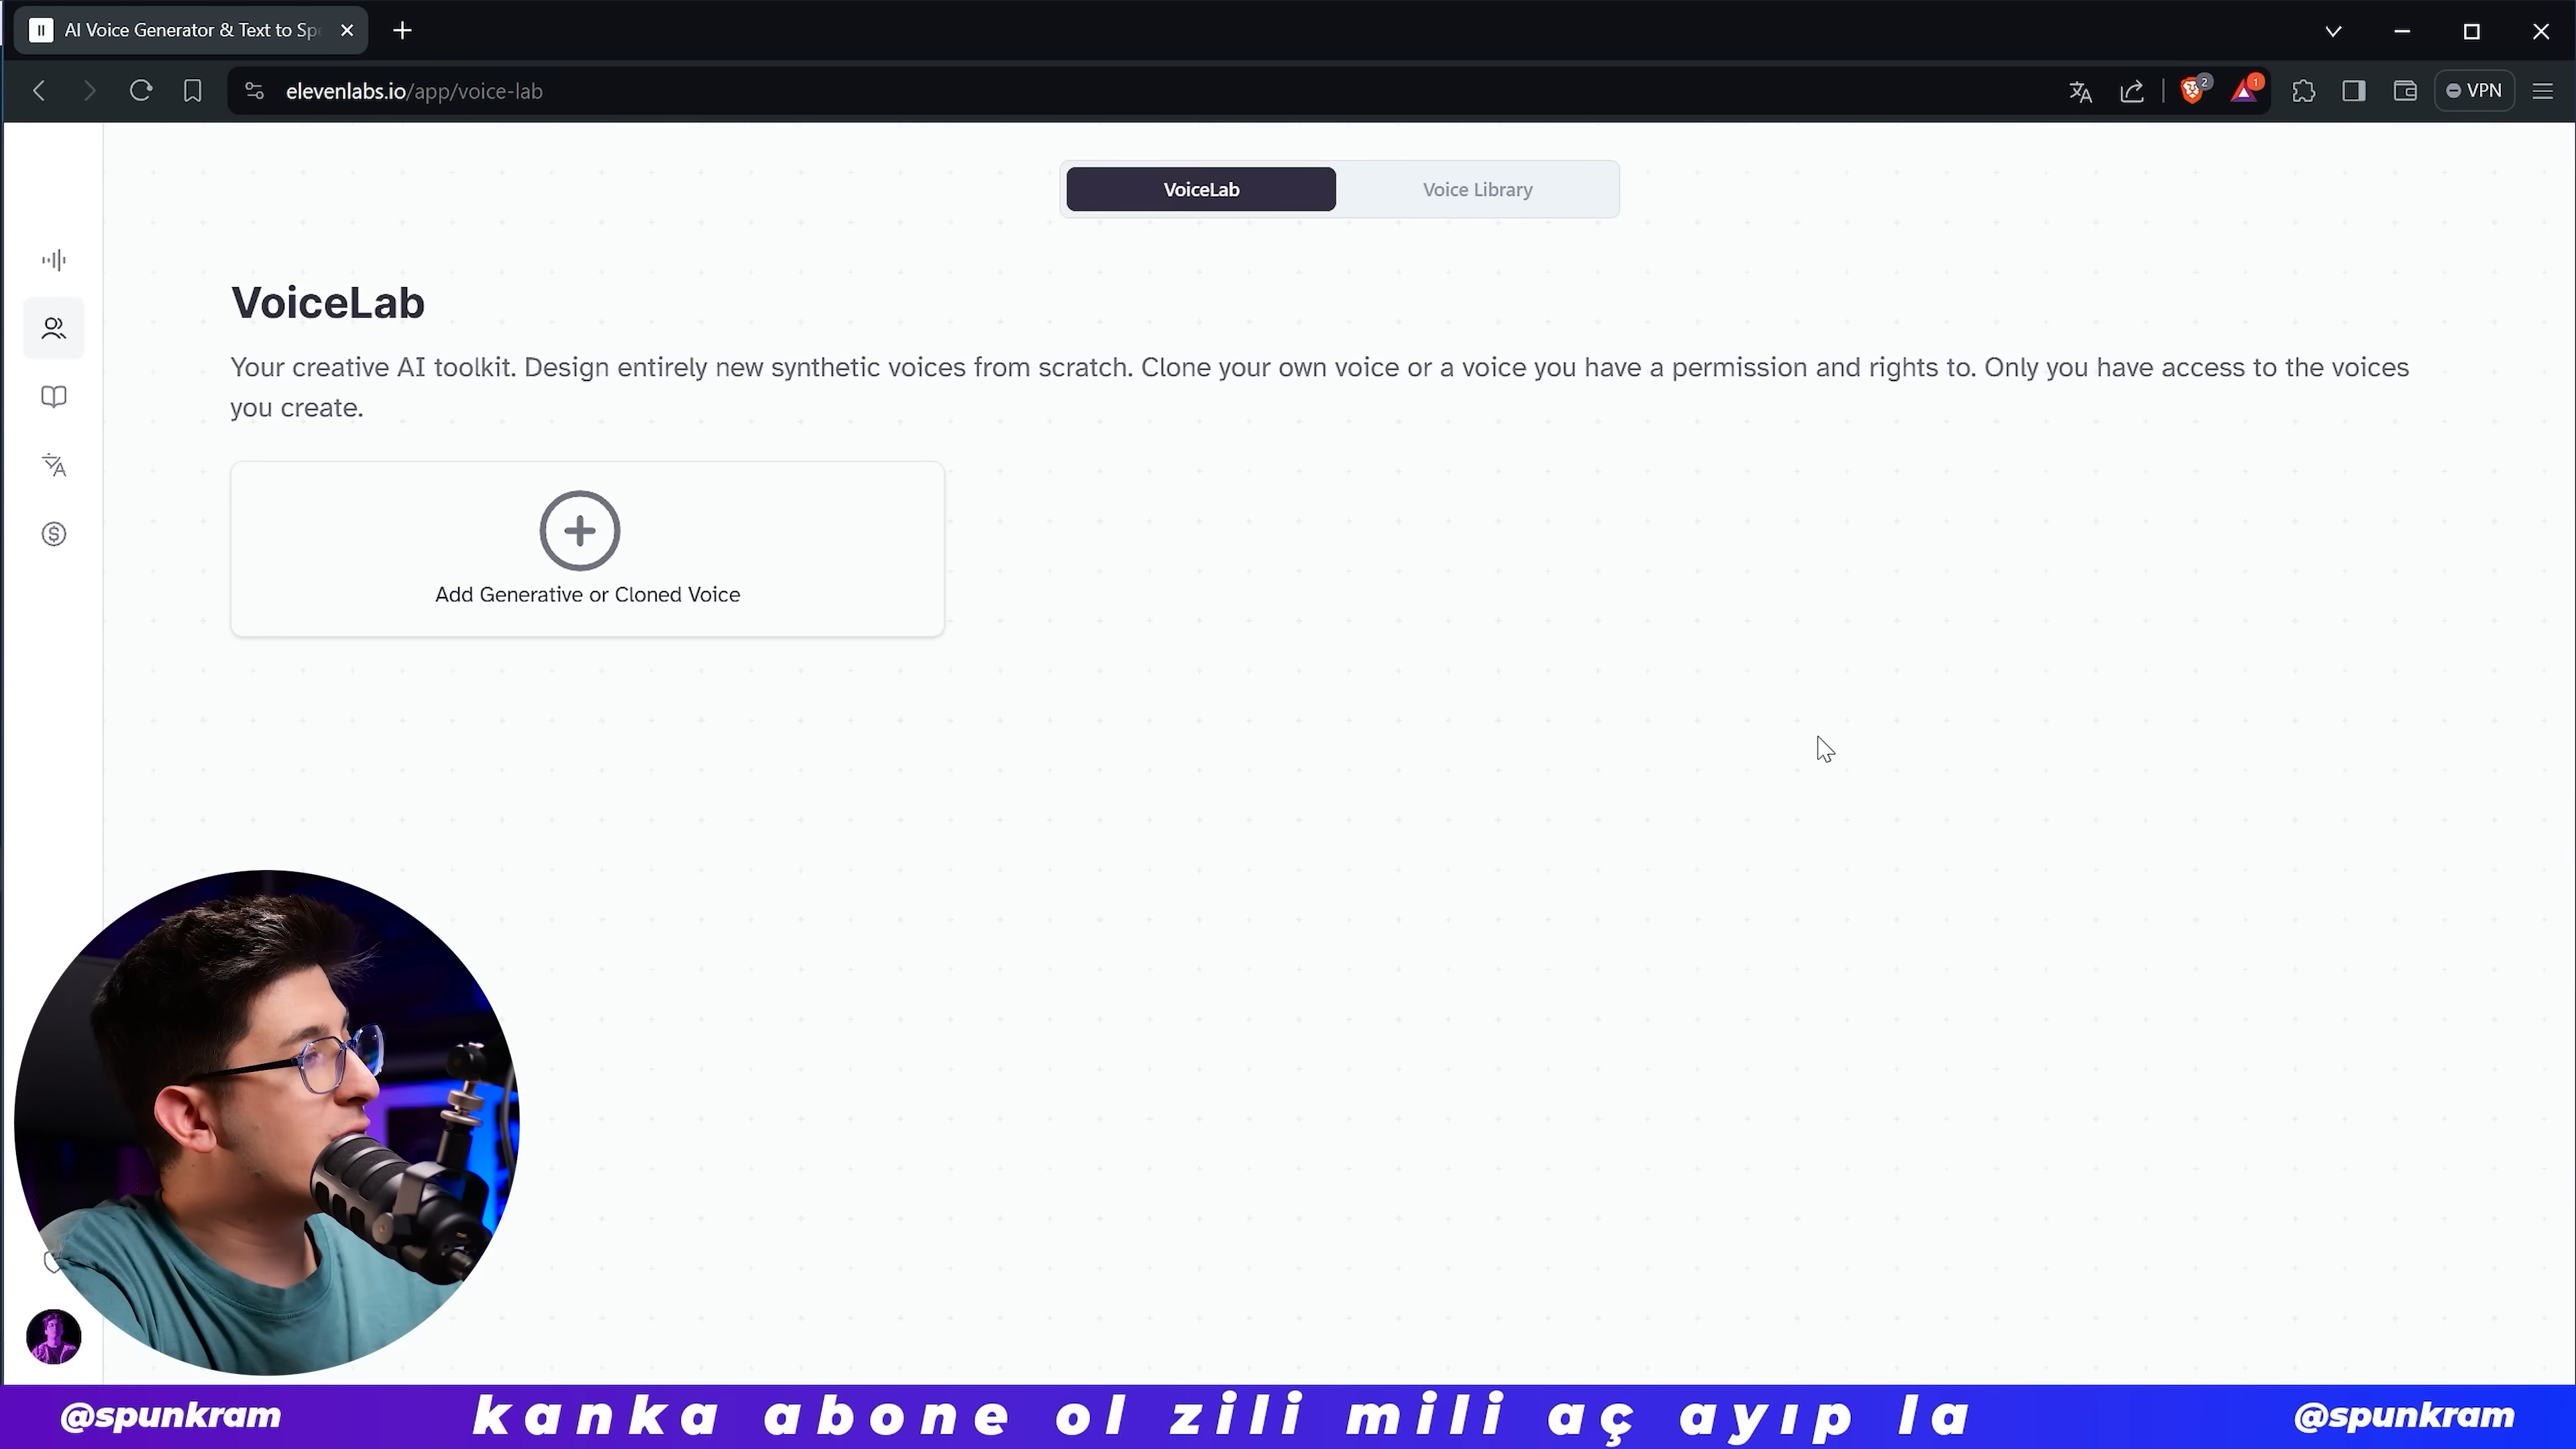 AI Voice Generator & Text to Sp
elevenlabs.io/app/voice-lab
2
1
VPN
VoiceLab
Voice Library
VoiceLab
Your creative AI toolkit. Design entirely new synthetic voices from scratch. Clone your own voice or a voice you have a permission and rights to. Only you have access to the voices
you create.
Add Generative or Cloned Voice
@spunkram
kanka abone ol zili mili aç ayıp la
@spunkram